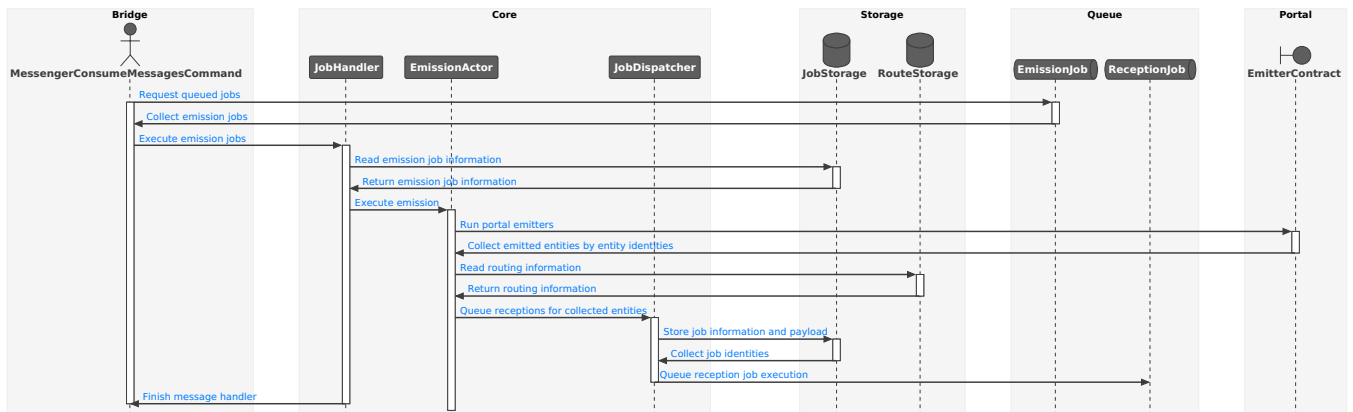 Bridge
Core
Storage
Queue
Portal
MessengerConsumeMessagesCommand
JobHandler
EmissionActor
JobDispatcher
JobStorage
RouteStorage
EmissionJob
ReceptionJob
EmitterContract
Request queued jobs
Collect emission jobs
Execute emission jobs
Read emission job information
Return emission job information
Execute emission
Run portal emitters
Collect emitted entities by entity identities
Read routing information
Return routing information
Queue receptions for collected entities
Store job information and payload
Collect job identities
Queue reception job execution
Finish message handler